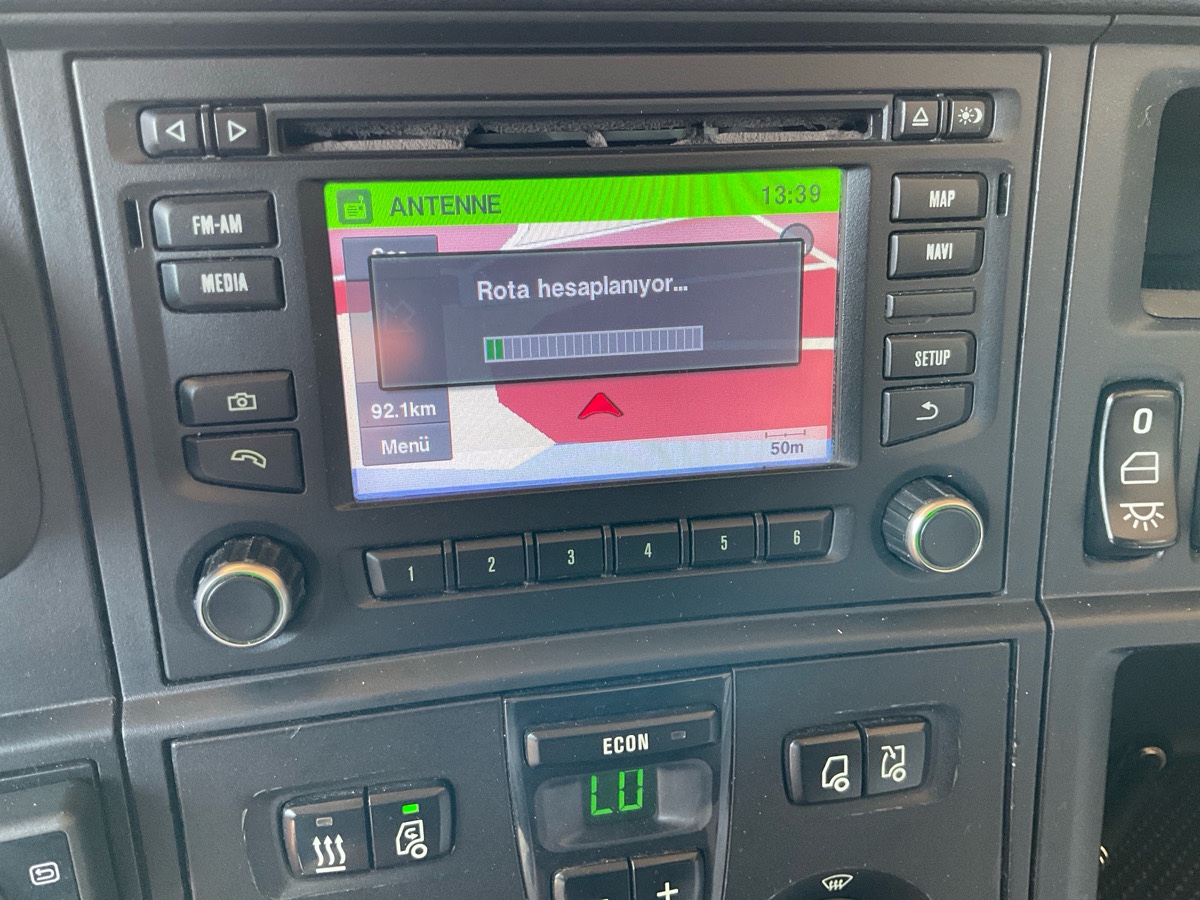 ANTENNE 13:39
FM-AM
MEDIA
MAP
NAVI
SETUP
Rota hesaplanıyor...
92.1km
Menü
50m
1 2 3 4 5 6
0
ECON
LO
+